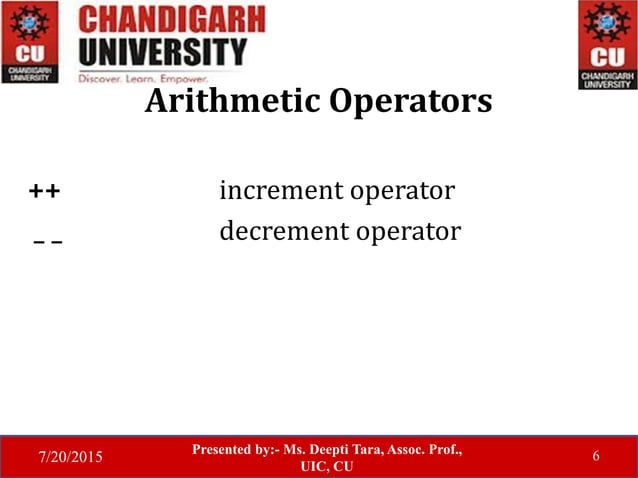 CU
CHANDIGARH
UNIVERSITY
CHANDIGARH
UNIVERSITY
Discover. Learn. Empower.
CU
CHANDIGARH
UNIVERSITY
Arithmetic Operators
++ increment operator
-- decrement operator
7/20/2015
Presented by:- Ms. Deepti Tara, Assoc. Prof.,
UIC, CU
6